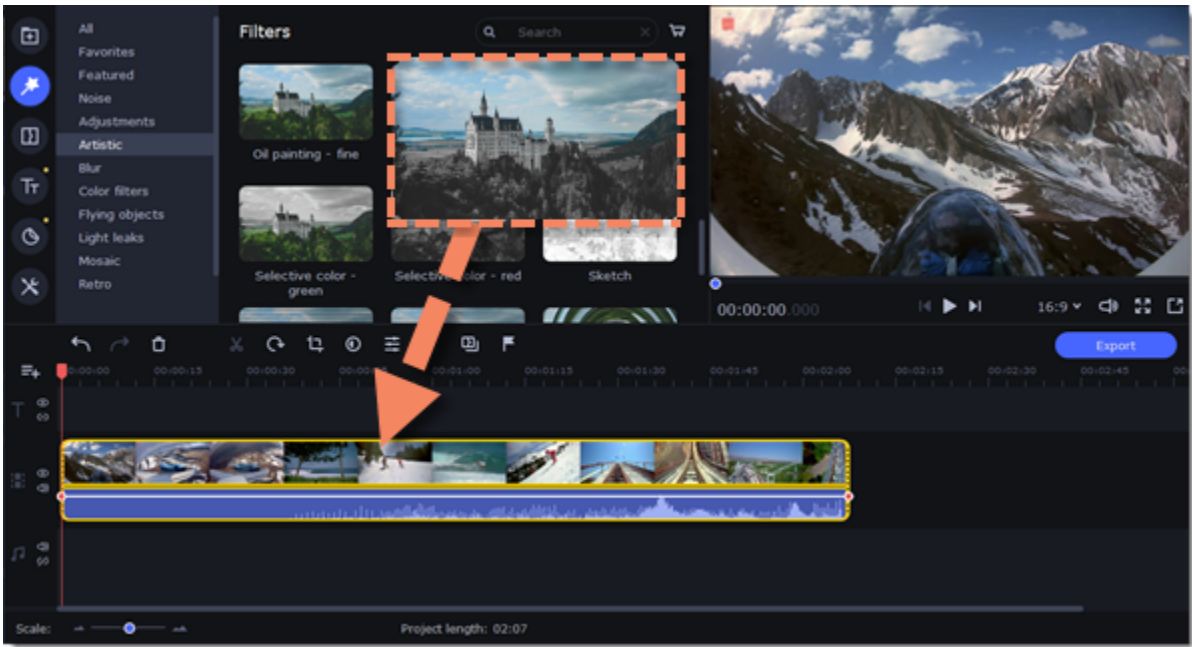 All
Favorites
Featured
Noise
Adjustments
Artistic
Blur
Color filters
Flying objects
Light leaks
Mosaic
Retro
Filters
Search
Oil painting - fine
Selective color -
green
Selective color - red
Sketch
00:00:00.000
16:9
Export
0:00:00
00:00:15
00:00:30
00:01:00
00:01:15
00:01:30
00:01:45
00:02:00
00:02:15
00:02:30
00:02:45
Scale:
Project length: 02:07